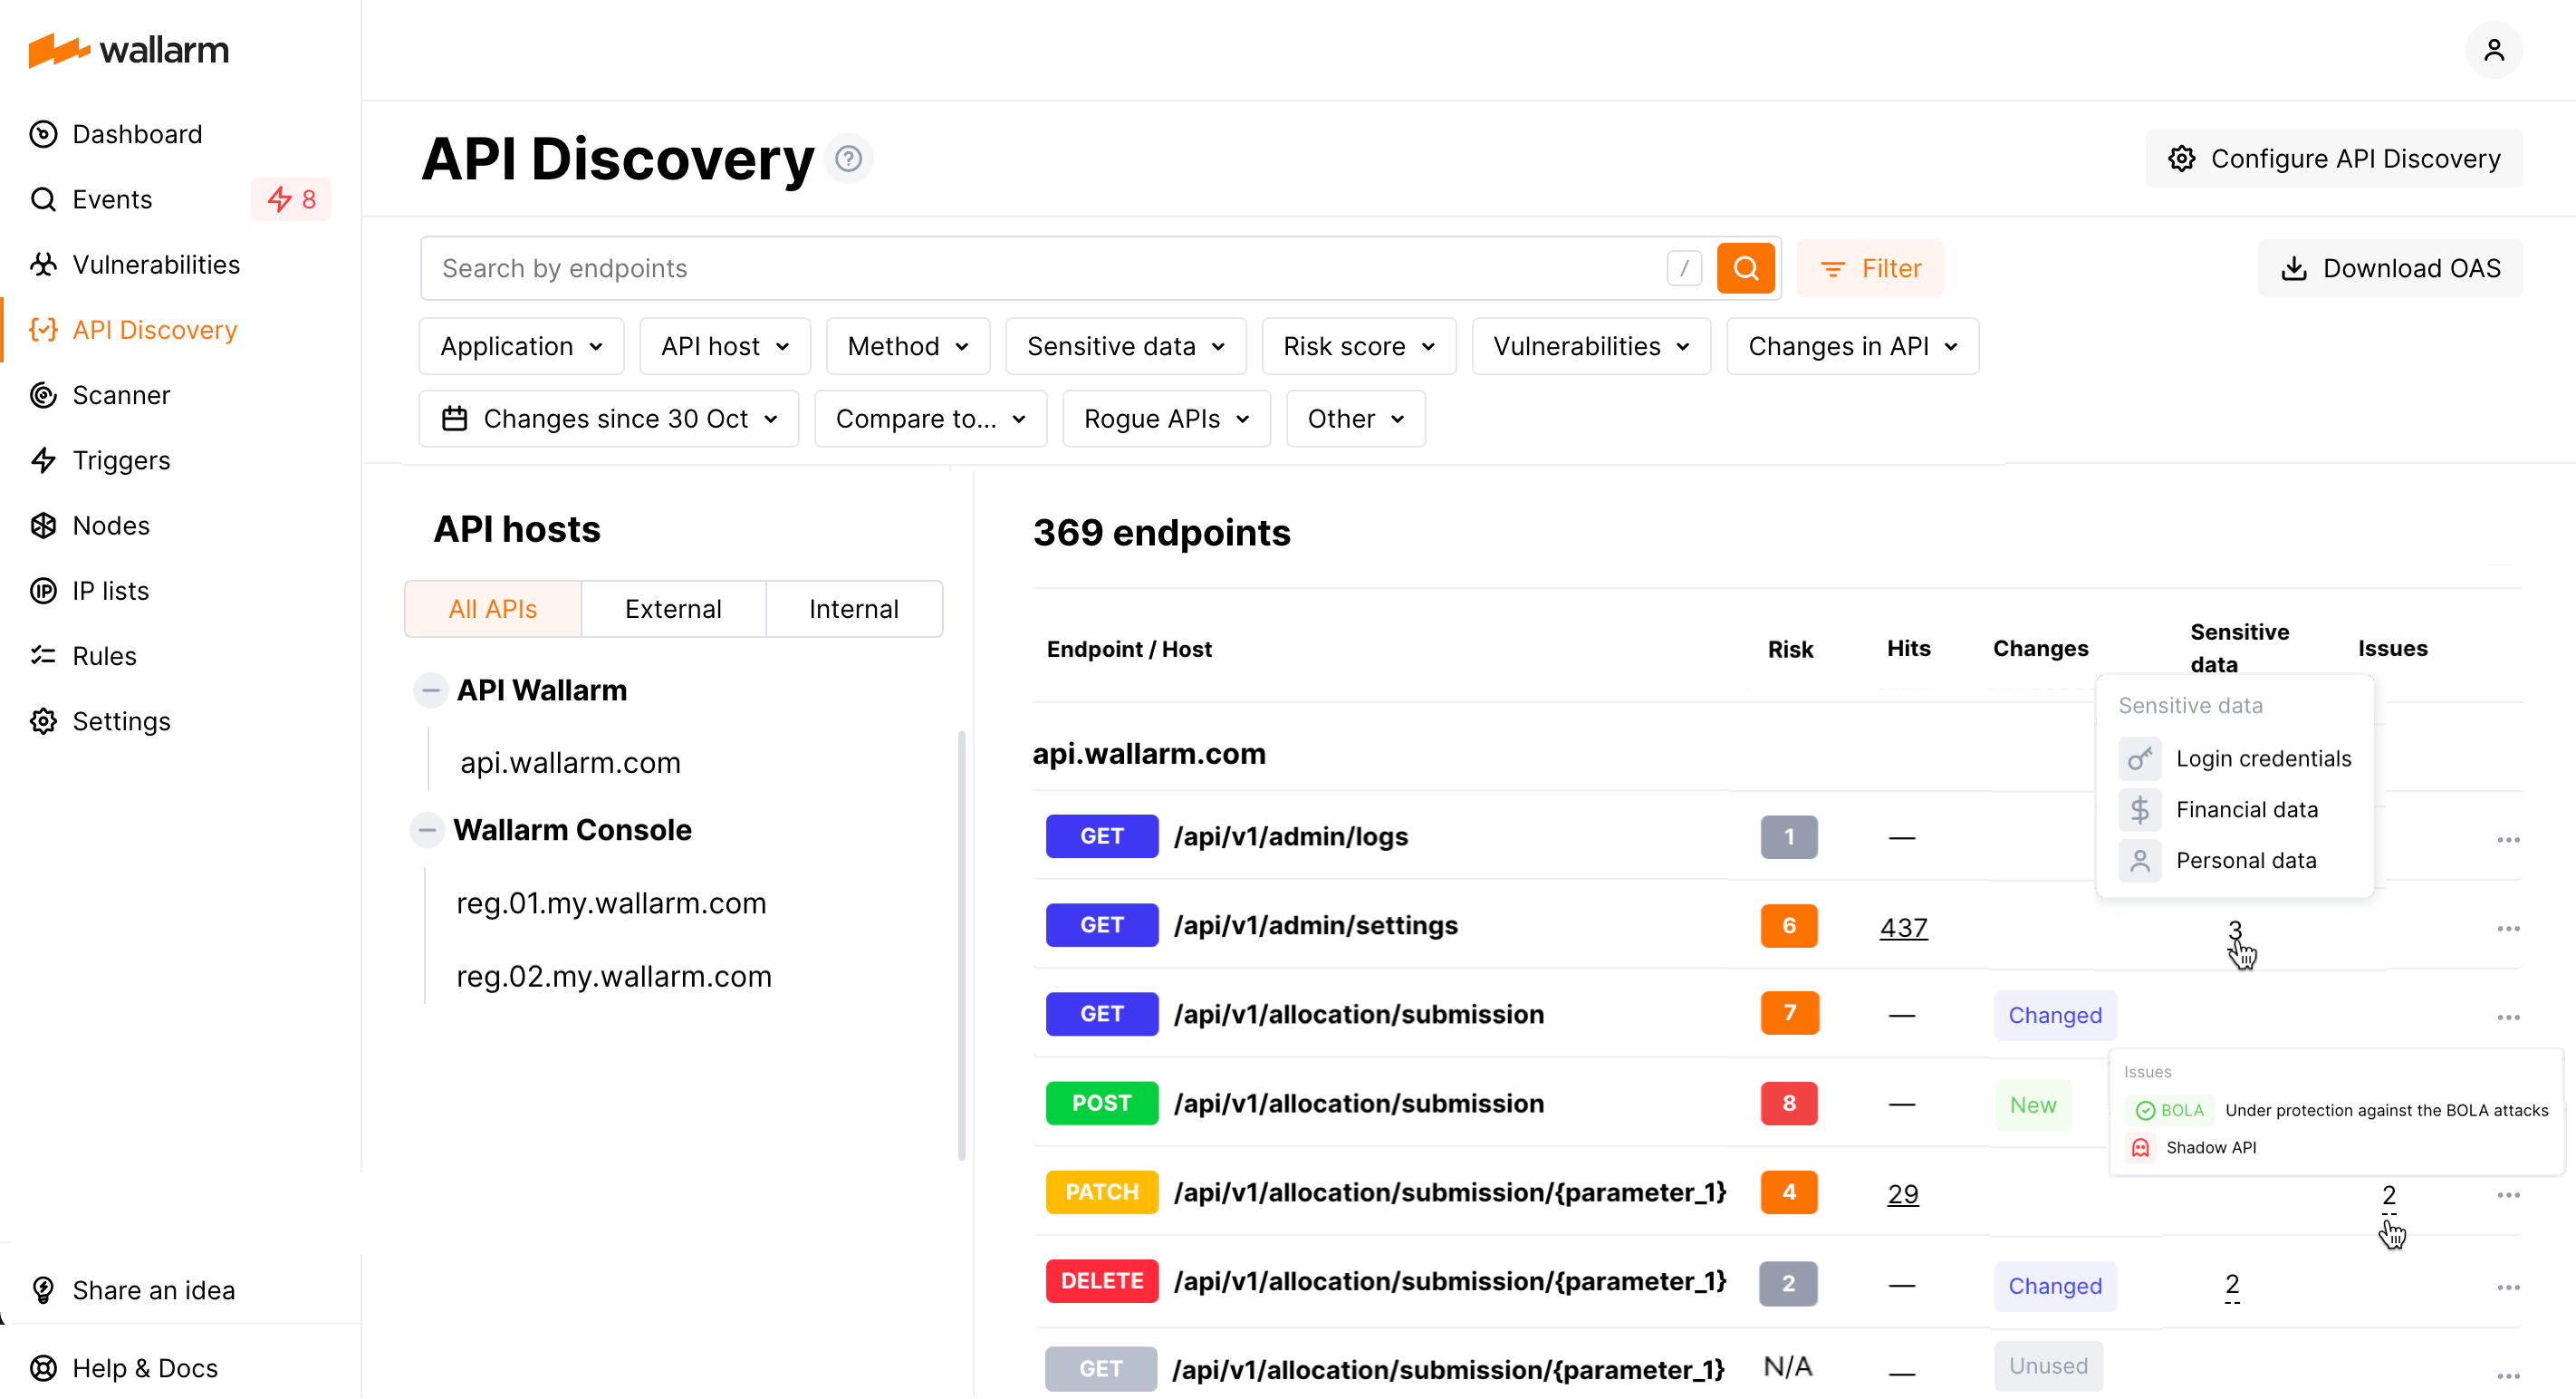 wallarm
Dashboard
Events 8
Vulnerabilities
API Discovery
Scanner
Triggers
Nodes
IP lists
Rules
Settings
Share an idea
Help & Docs
API Discovery ?
Configure API Discovery
Search by endpoints /
Filter
Download OAS
Application API host Method Sensitive data Risk score Vulnerabilities Changes in API
Changes since 30 Oct Compare to... Rogue APIs Other
API hosts
All APIs External Internal
API Wallarm
api.wallarm.com
Wallarm Console
reg.01.my.wallarm.com
reg.02.my.wallarm.com
369 endpoints
Endpoint / Host Risk Hits Changes Sensitive data Issues
api.wallarm.com
Sensitive data
Login credentials
Financial data
Personal data
GET /api/v1/admin/logs 1 —
GET /api/v1/admin/settings 6 437 3
GET /api/v1/allocation/submission 7 — Changed
POST /api/v1/allocation/submission 8 — New
Issues
BOLA Under protection against the BOLA attacks
Shadow API
PATCH /api/v1/allocation/submission/{parameter_1} 4 29 2
DELETE /api/v1/allocation/submission/{parameter_1} 2 — Changed 2
GET /api/v1/allocation/submission/{parameter_1} N/A — Unused